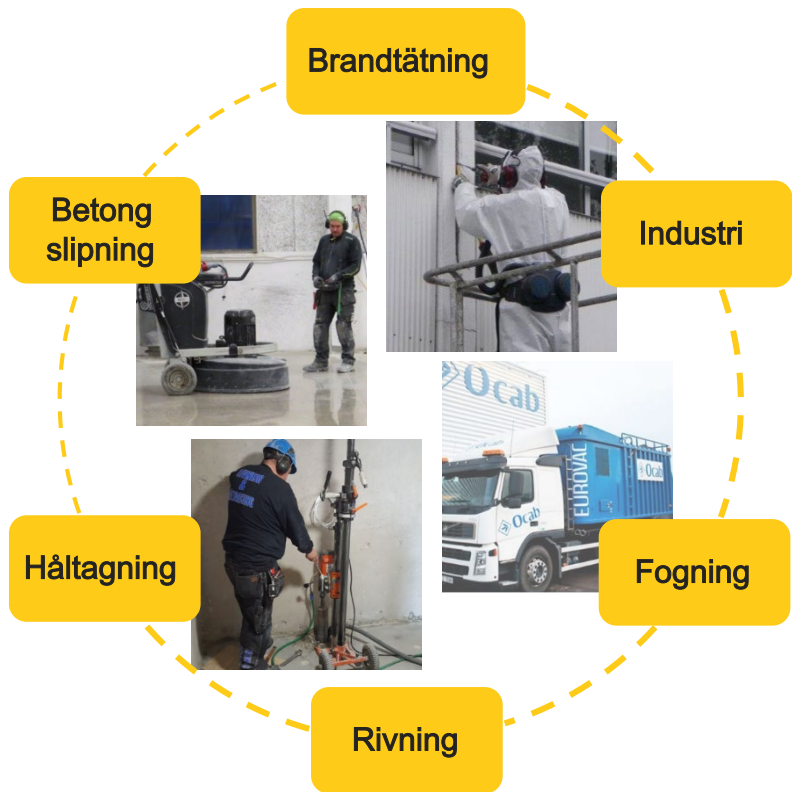 Brandtätning
Betong
slipning
Industri
Ocab
EUROVAC
Ocab
Ocab
Håltagning
Fogning
Rivning